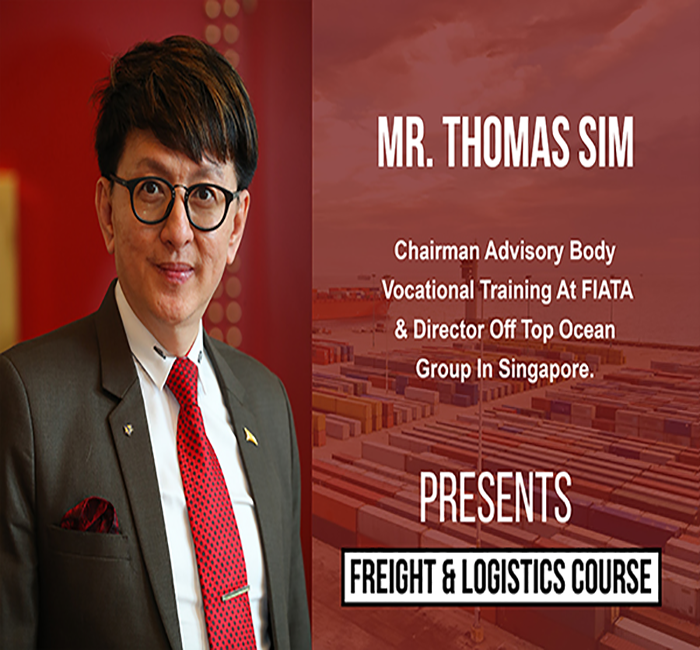 MR. THOMAS SIM
Chairman Advisory Body
Vocational Training At FIATA
& Director Off Top Ocean
Group In Singapore.
PRESENTS
FREIGHT & LOGISTICS COURSE